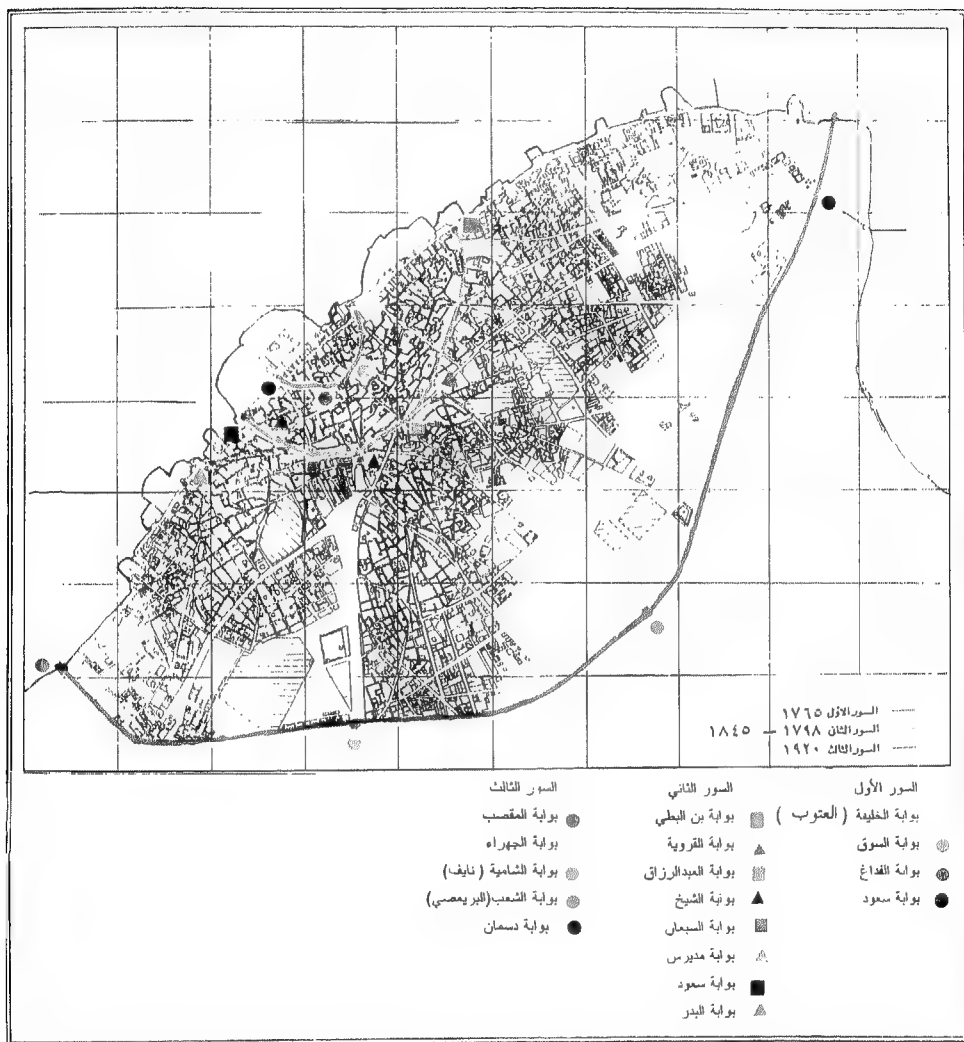 السور الاول ١٧٦٥
السور الثان ١٧٩٨ — ١٨٤٥
السور الثالث ١٩٢٠
السور الأول
بوابة الخليفة ( العتوب )
بوابة السوق
بوابة الفداغ
بوابة سعود
السور الثاني
بوابة بن البطي
بوابة القروية
بوابة العبدالرزاق
بوابة الشيخ
بوابة السبعان
بوابة مديرس
بوابة سعود
بوابة البدر
السور الثالث
بوابة المقصب
بوابة الجهراء
بوابة الشامية ( نايف )
بوابة الشعب (البريعصي)
بوابة دسمان